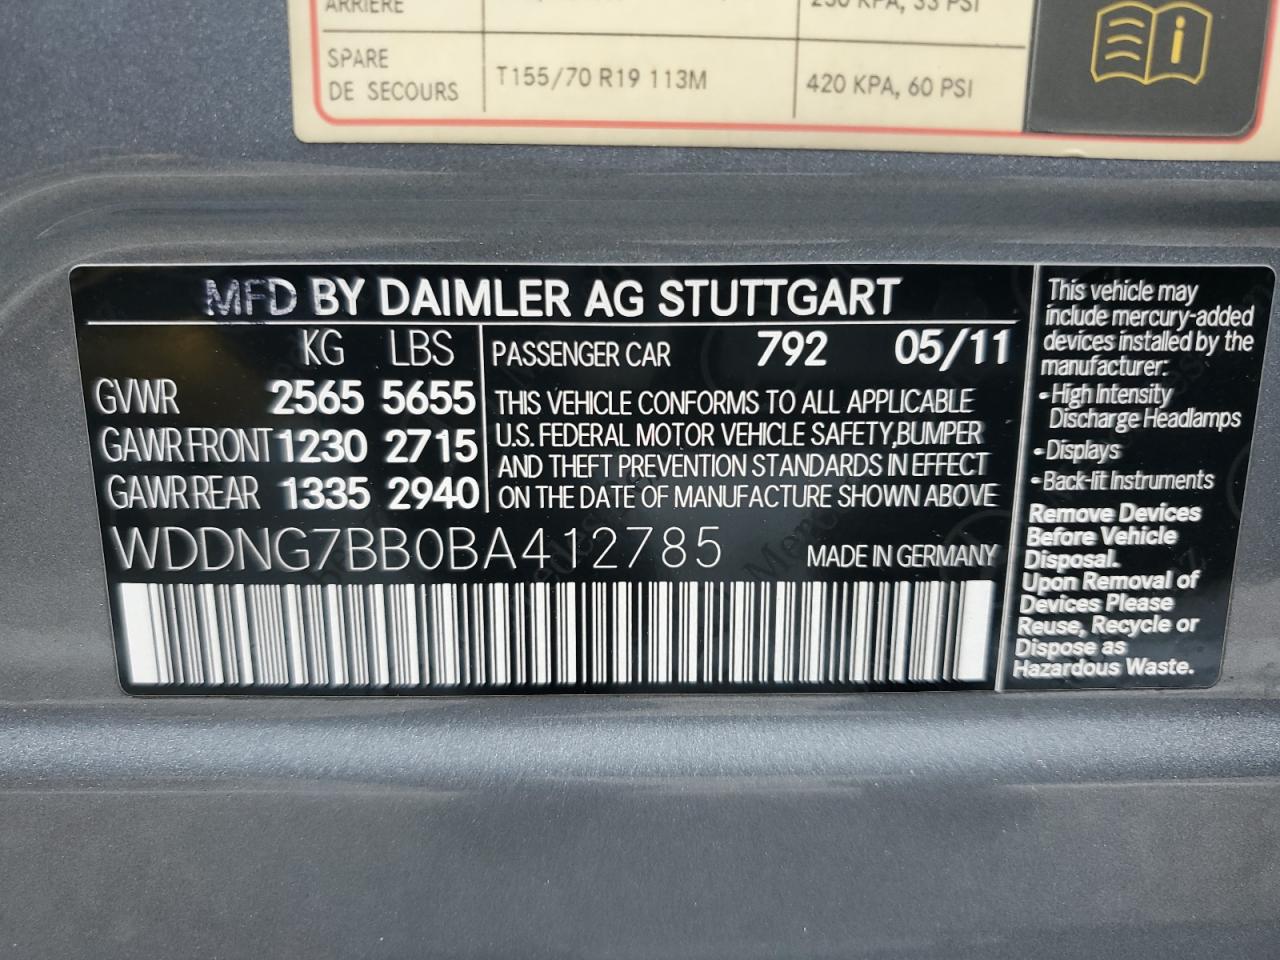 ARRIÈRE
SPARE
DE SECOURS
T155/70 R19 113M
420 KPA, 60 PSI
i
MFD BY DAIMLER AG STUTTGART
KG LBS
GVWR 2565 5655
GAWR FRONT 1230 2715
GAWR REAR 1335 2940
PASSENGER CAR 792 05/11
THIS VEHICLE CONFORMS TO ALL APPLICABLE
U.S. FEDERAL MOTOR VEHICLE SAFETY, BUMPER
AND THEFT PREVENTION STANDARDS IN EFFECT
ON THE DATE OF MANUFACTURE SHOWN ABOVE
WDDNG7BB0BA412785
MADE IN GERMANY
This vehicle may
include mercury-added
devices installed by the
manufacturer:
- High Intensity
Discharge Headlamps
- Displays
- Back-lit Instruments
Remove Devices
Before Vehicle
Disposal.
Upon Removal of
Devices Please
Reuse, Recycle or
Dispose as
Hazardous Waste.